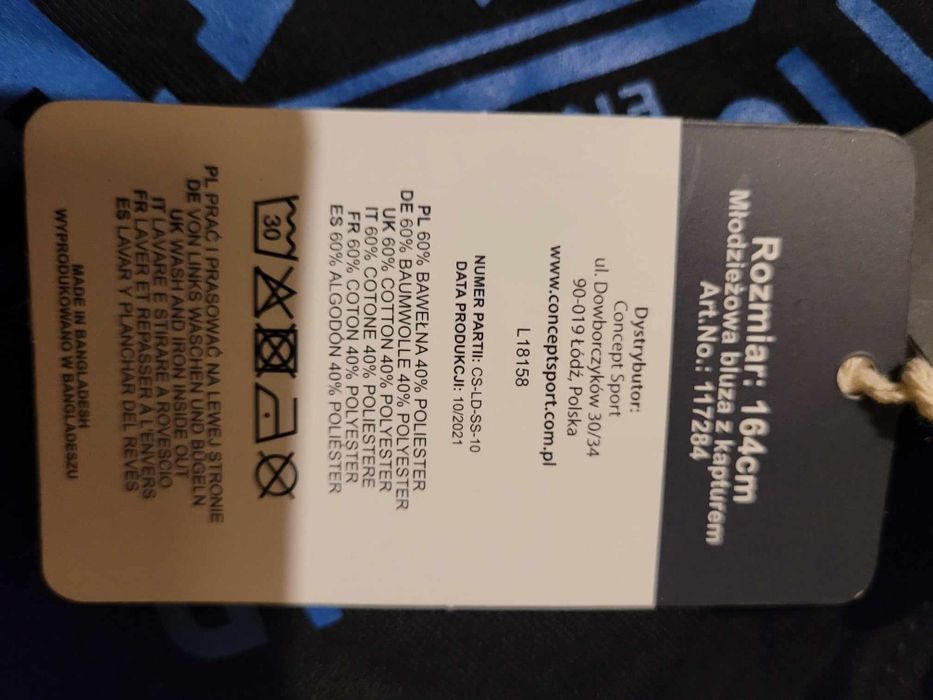 Rozmiar: 164cm
Młodzieżowa bluza z kapturem
Art.No.: 117284
Dystrybutor:
Concept Sport
ul. Dowborczyków 30/34
90-019 Łódź, Polska
www.conceptsport.com.pl
L18158
NUMER PARTII: CS-LD-SS-10
DATA PRODUKCJI: 10/2021
PL 60% BAWEŁNA 40% POLIESTER
DE 60% BAUMWOLLE 40% POLYESTER
UK 60% COTTON 40% POLYESTER
IT 60% COTONE 40% POLIESTERE
FR 60% COTON 40% POLYESTER
ES 60% ALGODÓN 40% POLIÉSTER
30
PL PRAĆ I PRASOWAĆ NA LEWEJ STRONIE
DE VON LINKS WASCHEN UND BÜGELN
UK WASH AND IRON INSIDE OUT
IT LAVARE E STIRARE A ROVESCIO
FR LAVER ET REPASSER À L'ENVERS
ES LAVAR Y PLANCHAR DEL REVÉS
MADE IN BANGLADESH
WYPRODUKOWANO W BANGLADESZU